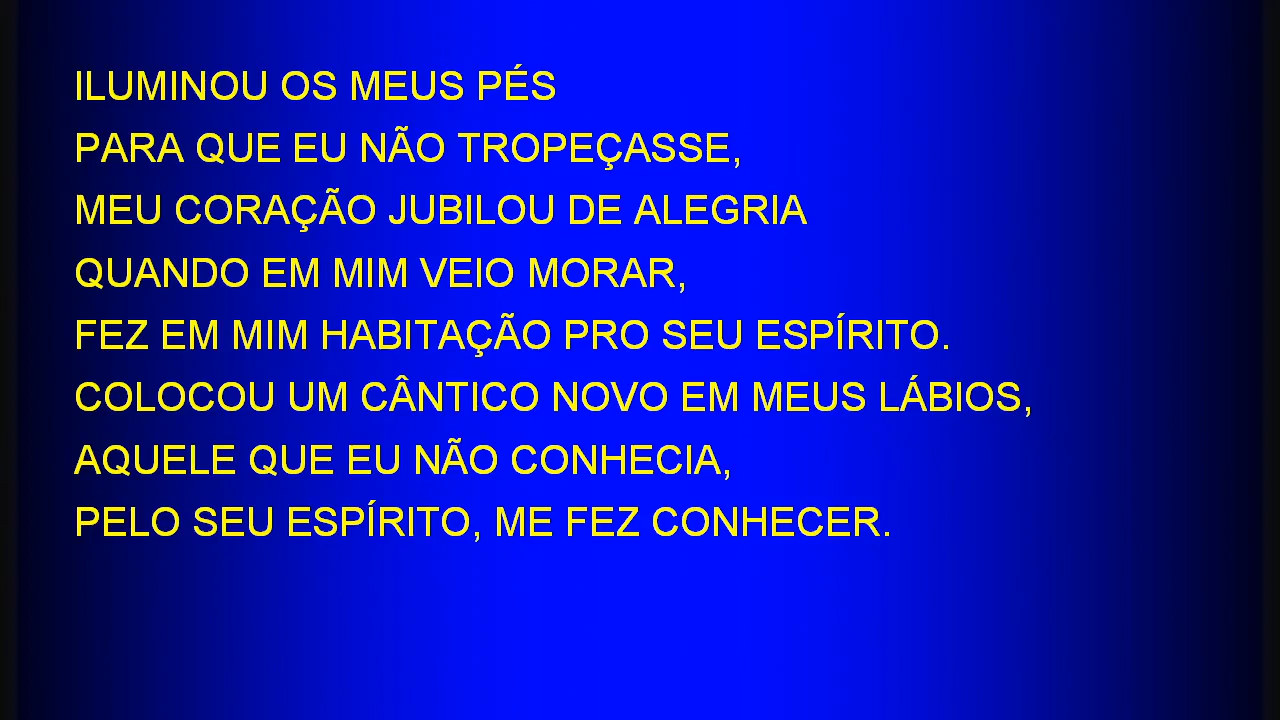 ILUMINOU OS MEUS PÉS
PARA QUE EU NÃO TROPEÇASSE,
MEU CORAÇÃO JUBILOU DE ALEGRIA
QUANDO EM MIM VEIO MORAR,
FEZ EM MIM HABITAÇÃO PRO SEU ESPÍRITO.
COLOCOU UM CÂNTICO NOVO EM MEUS LÁBIOS,
AQUELE QUE EU NÃO CONHECIA,
PELO SEU ESPÍRITO, ME FEZ CONHECER.